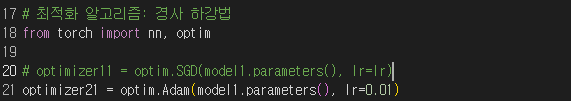 17 # 최적화 알고리즘: 경사 하강법
18 from torch import nn, optim
19
20 # optimizer11 = optim.SGD(model1.parameters(), lr=lr)
21 optimizer21 = optim.Adam(model1.parameters(), lr=0.01)